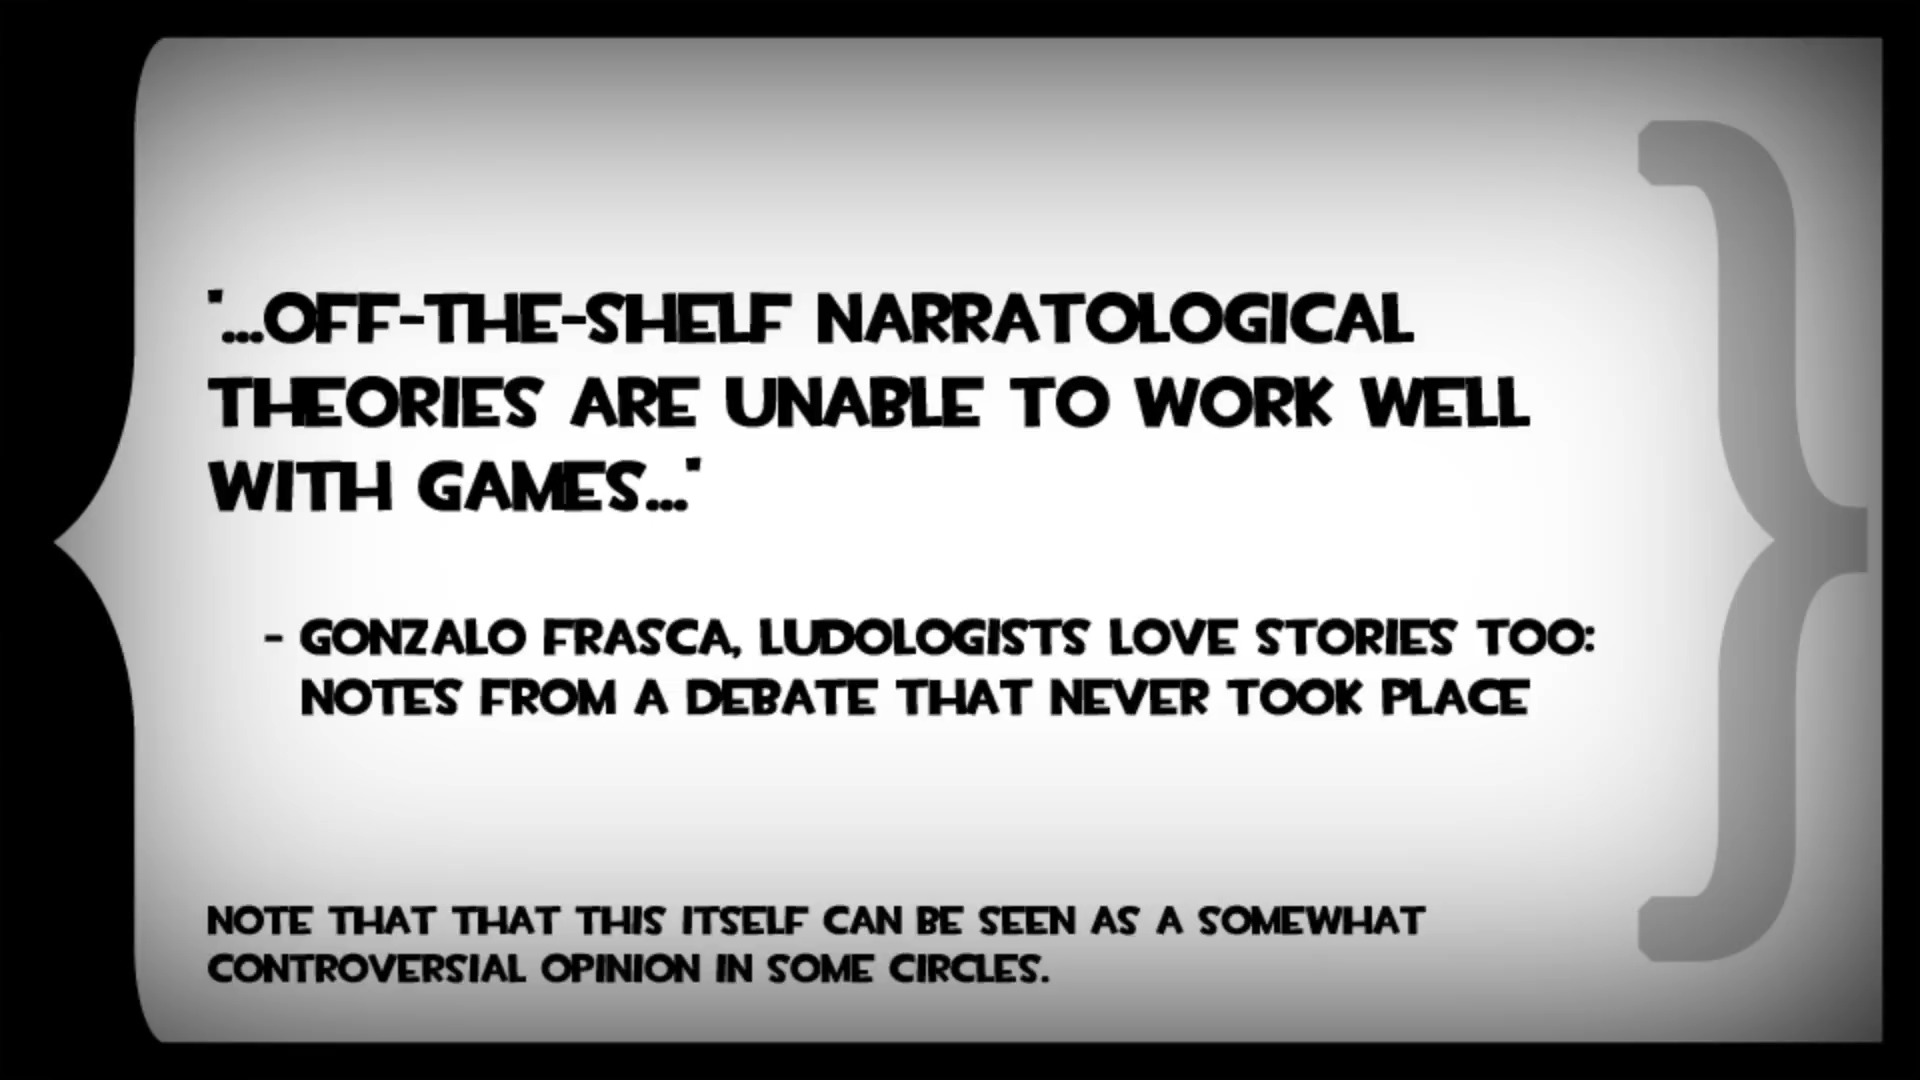 '...OFF-THE-SHELF NARRATOLOGICAL
THEORIES ARE UNABLE TO WORK WELL
WITH GAMES...'
- GONZALO FRASCA, LUDOLOGISTS LOVE STORIES TOO:
NOTES FROM A DEBATE THAT NEVER TOOK PLACE
NOTE THAT THAT THIS ITSELF CAN BE SEEN AS A SOMEWHAT
CONTROVERSIAL OPINION IN SOME CIRCLES.